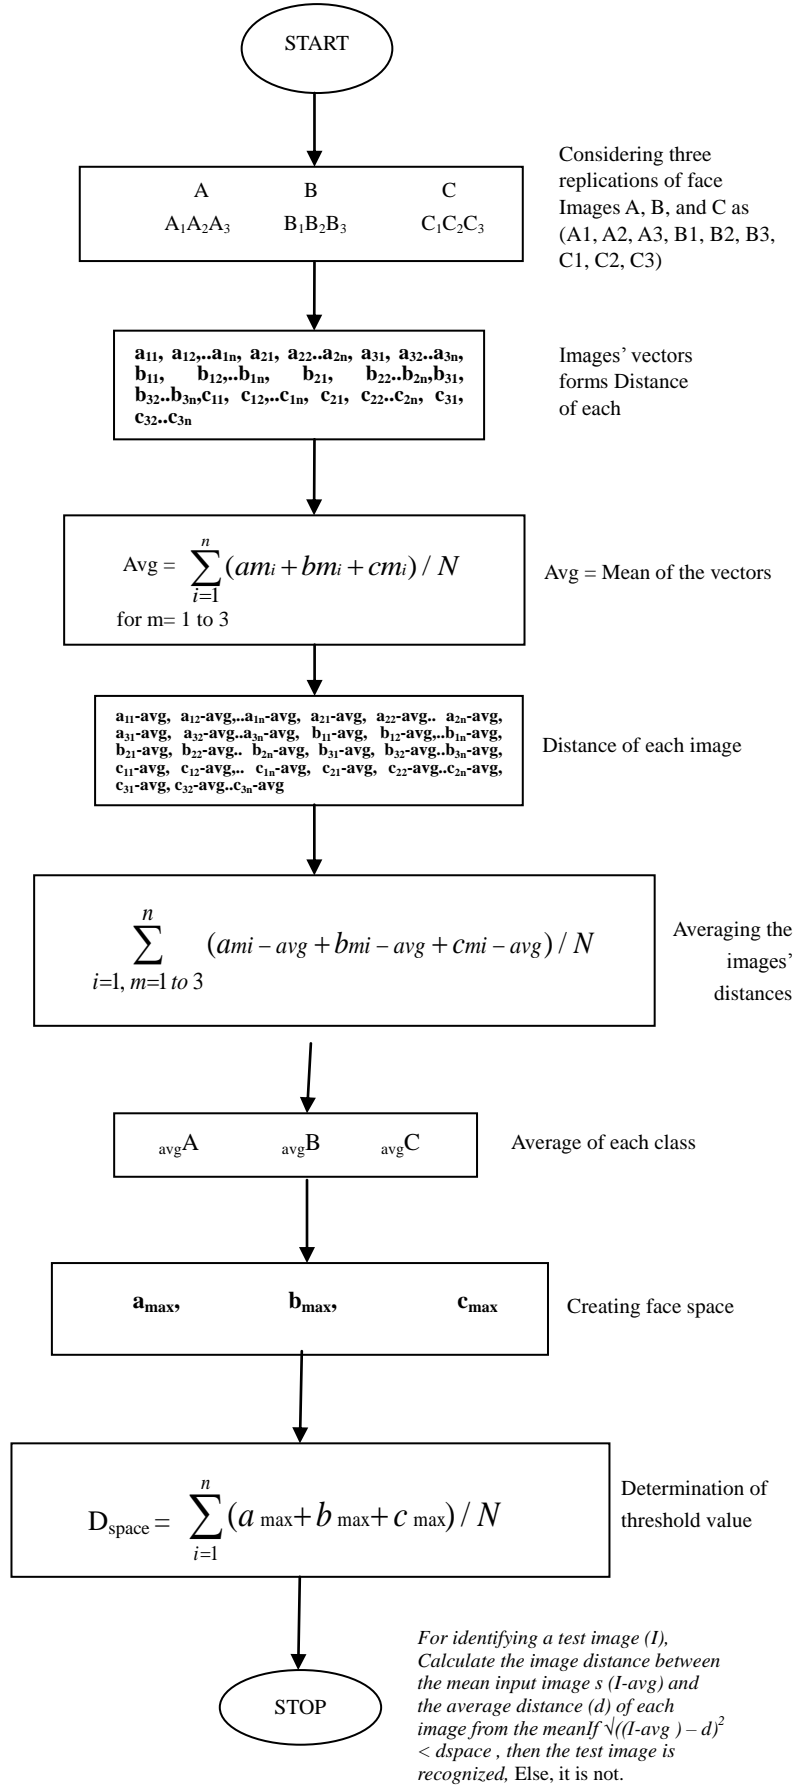 START
A B C
A₁A₂A₃ B₁B₂B₃ C₁C₂C₃
Considering three
replications of face
Images A, B, and C as
(A1, A2, A3, B1, B2, B3,
C1, C2, C3)
a₁₁, a₁₂,..a₁ₙ, a₂₁, a₂₂..a₂ₙ, a₃₁, a₃₂..a₃ₙ,
b₁₁, b₁₂,..b₁ₙ, b₂₁, b₂₂..b₂ₙ,b₃₁,
b₃₂..b₃ₙ,c₁₁, c₁₂,..c₁ₙ, c₂₁, c₂₂..c₂ₙ, c₃₁,
c₃₂..c₃ₙ
Images' vectors
forms Distance
of each
Avg = ∑ⁿᵢ₌₁ (amᵢ + bmᵢ + cmᵢ) / N
for m= 1 to 3
Avg = Mean of the vectors
a₁₁-avg, a₁₂-avg,..a₁ₙ-avg, a₂₁-avg, a₂₂-avg.. a₂ₙ-avg,
a₃₁-avg, a₃₂-avg..a₃ₙ-avg, b₁₁-avg, b₁₂-avg,..b₁ₙ-avg,
b₂₁-avg, b₂₂-avg.. b₂ₙ-avg, b₃₁-avg, b₃₂-avg..b₃ₙ-avg,
c₁₁-avg, c₁₂-avg,.. c₁ₙ-avg, c₂₁-avg, c₂₂-avg..c₂ₙ-avg,
c₃₁-avg, c₃₂-avg..c₃ₙ-avg
Distance of each image
n
∑ (ami – avg + bmi – avg + cmi – avg) / N
i=1, m=1 to 3
Averaging the
images'
distances
avgA avgB avgC
Average of each class
a_max, b_max, c_max
Creating face space
D_space = ∑ⁿᵢ₌₁ (a max + b max + c max) / N
Determination of
threshold value
STOP
For identifying a test image (I),
Calculate the image distance between
the mean input image s (I-avg) and
the average distance (d) of each
image from the meanIf √((I-avg ) – d)²
< dspace , then the test image is
recognized, Else, it is not.